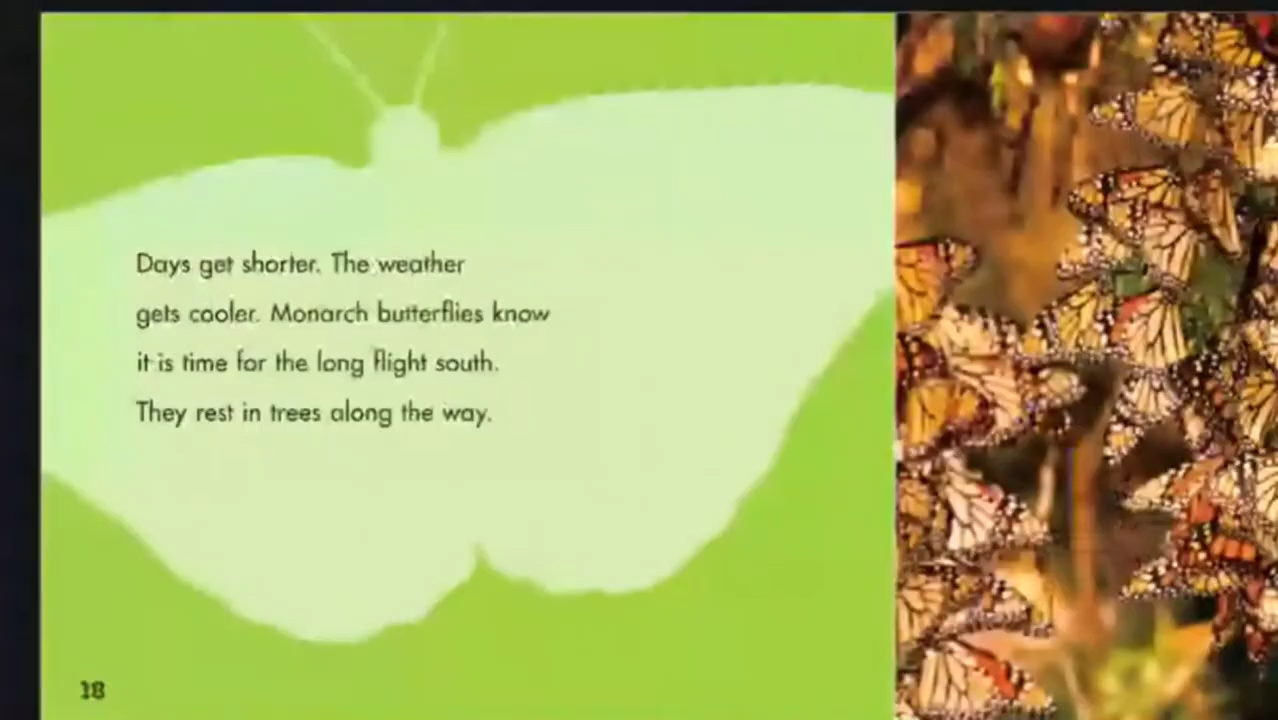 Days get shorter. The weather
gets cooler. Monarch butterflies know
it is time for the long flight south.
They rest in trees along the way.
18